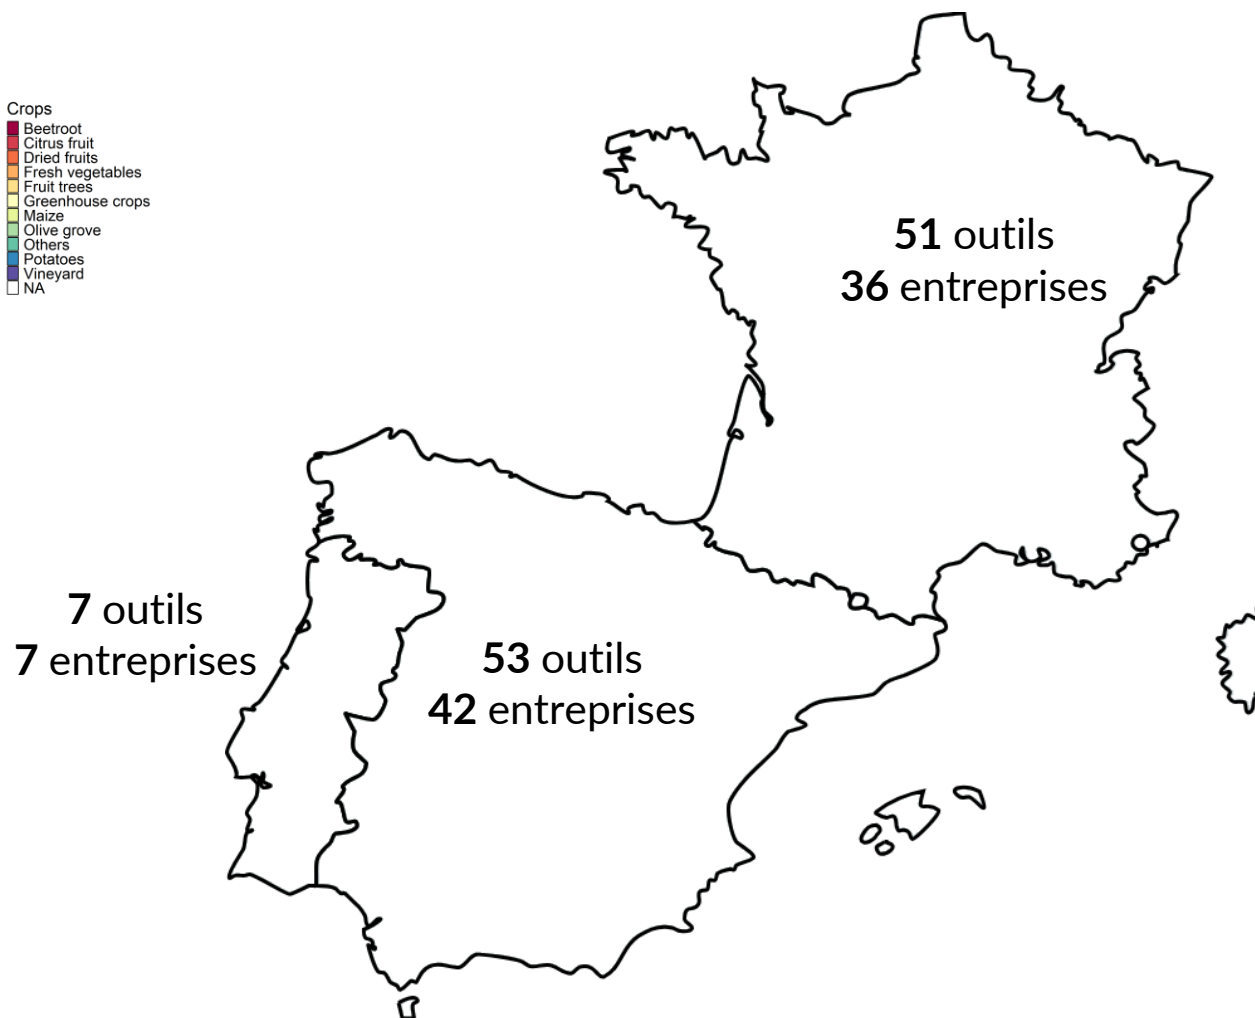 Crops
Beetroot
Citrus fruit
Dried fruits
Fresh vegetables
Fruit trees
Greenhouse crops
Maize
Olive grove
Others
Potatoes
Vineyard
NA
51 outils
36 entreprises
7 outils
7 entreprises
53 outils
42 entreprises